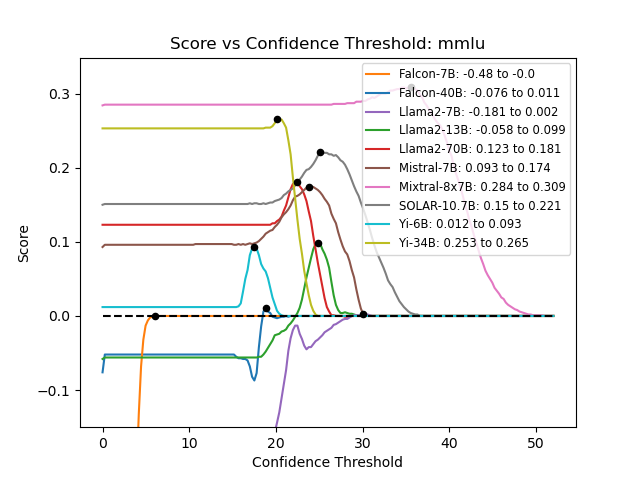 Score vs Confidence Threshold: mmlu
Score
0.3
0.2
0.1
0.0
−0.1
Falcon-7B: -0.48 to -0.0
Falcon-40B: -0.076 to 0.011
Llama2-7B: -0.181 to 0.002
Llama2-13B: -0.058 to 0.099
Llama2-70B: 0.123 to 0.181
Mistral-7B: 0.093 to 0.174
Mixtral-8x7B: 0.284 to 0.309
SOLAR-10.7B: 0.15 to 0.221
Yi-6B: 0.012 to 0.093
Yi-34B: 0.253 to 0.265
0 10 20 30 40 50
Confidence Threshold